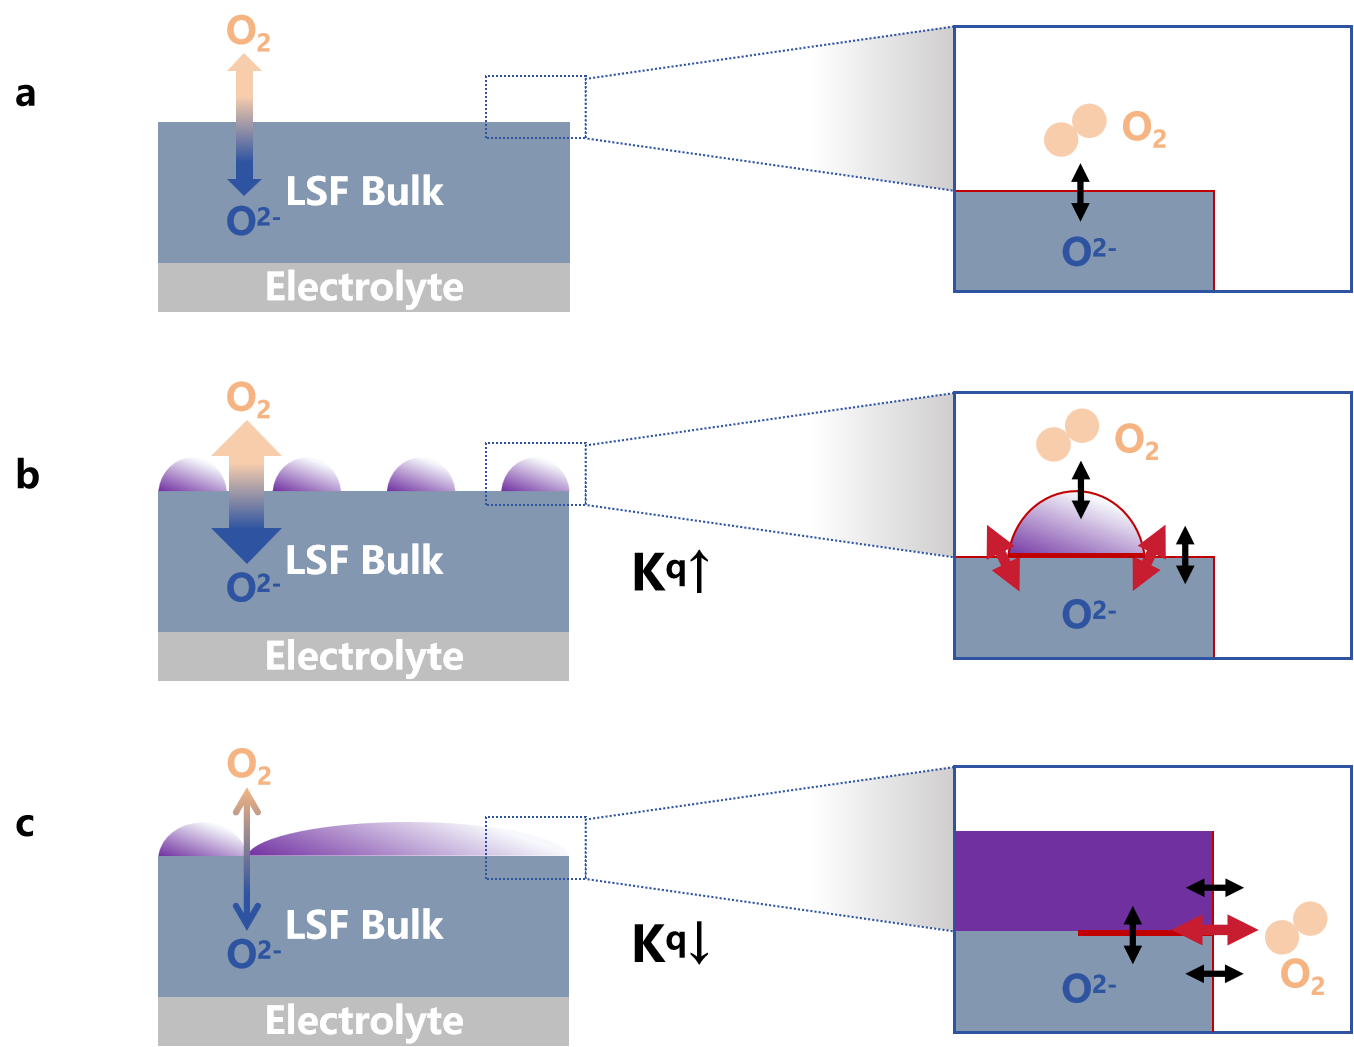 a
O₂
LSF Bulk
O²⁻
Electrolyte
O₂
O²⁻
b
O₂
LSF Bulk
O²⁻
Electrolyte
Kq↑
O₂
O²⁻
c
O₂
LSF Bulk
O²⁻
Electrolyte
Kq↓
O²⁻
O₂